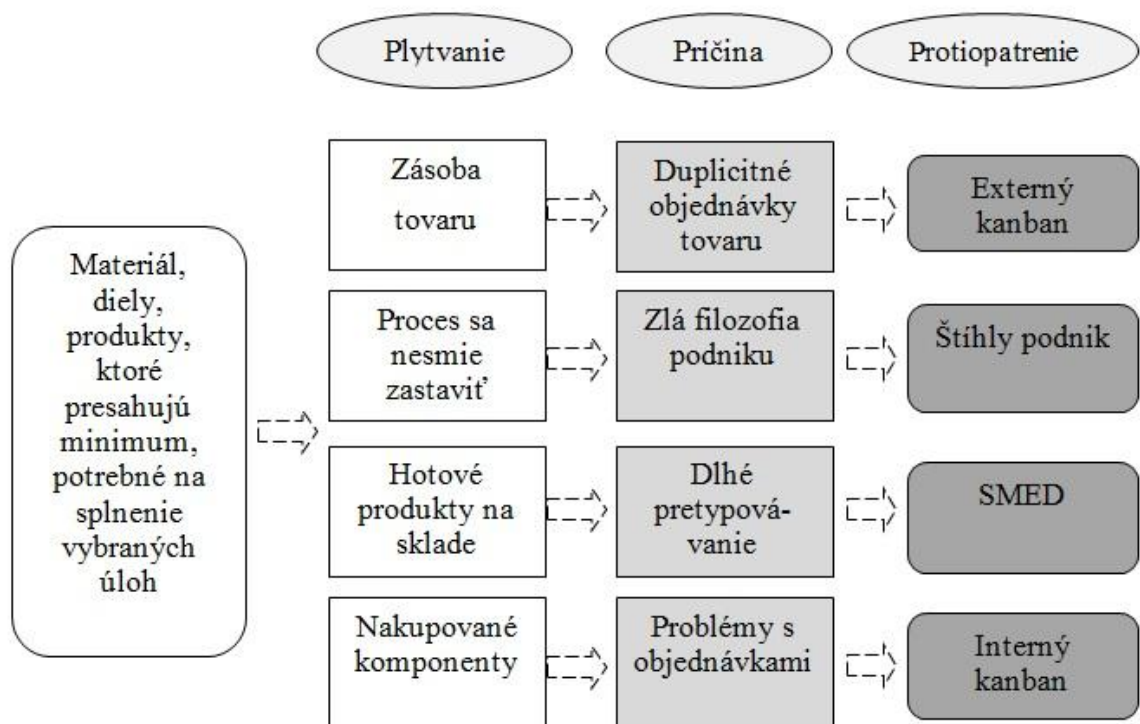 Plytvanie
Príčina
Protiopatrenie
Materiál,
diely,
produkty,
ktoré
presahujú
minimum,
potrebné na
splnenie
vybraných
úloh
Zásoba
tovaru
Duplicitné
objednávky
tovaru
Externý
kanban
Proces sa
nesmie
zastaviť
Zlá filozofia
podniku
Štíhly podnik
Hotové
produkty na
sklade
Dlhé
pretypová-
vanie
SMED
Nakupované
komponenty
Problémy s
objednávkami
Interný
kanban